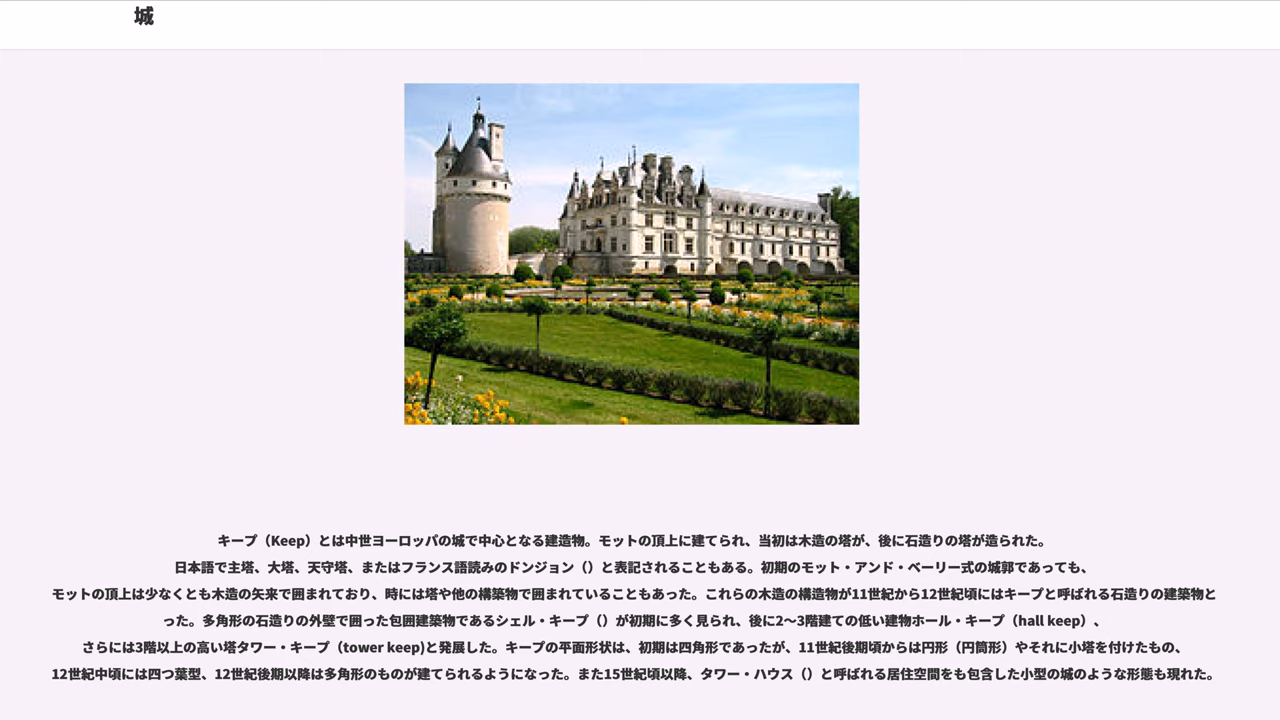 城
キープ（Keep）とは中世ヨーロッパの城で中心となる建造物。モットの頂上に建てられ、当初は木造の塔が、後に石造りの塔が造られた。
日本語で主塔、大塔、天守塔、またはフランス語読みのドンジョン（）と表記されることもある。初期のモット・アンド・ベーリー式の城郭であっても、
モットの頂上は少なくとも木造の矢来で囲まれており、時には塔や他の構築物で囲まれていることもあった。これらの木造の構造物が11世紀から12世紀頃にはキープと呼ばれる石造りの建築物と
った。多角形の石造りの外壁で囲った包囲建築物であるシェル・キープ（）が初期に多く見られ、後に2〜3階建ての低い建物ホール・キープ（hall keep）、
さらには3階以上の高い塔タワー・キープ（tower keep)と発展した。キープの平面形状は、初期は四角形であったが、11世紀後期頃からは円形（円筒形）やそれに小塔を付けたもの、
12世紀中頃には四つ葉型、12世紀後期以降は多角形のものが建てられるようになった。また15世紀頃以降、タワー・ハウス（）と呼ばれる居住空間をも包含した小型の城のような形態も現れた。